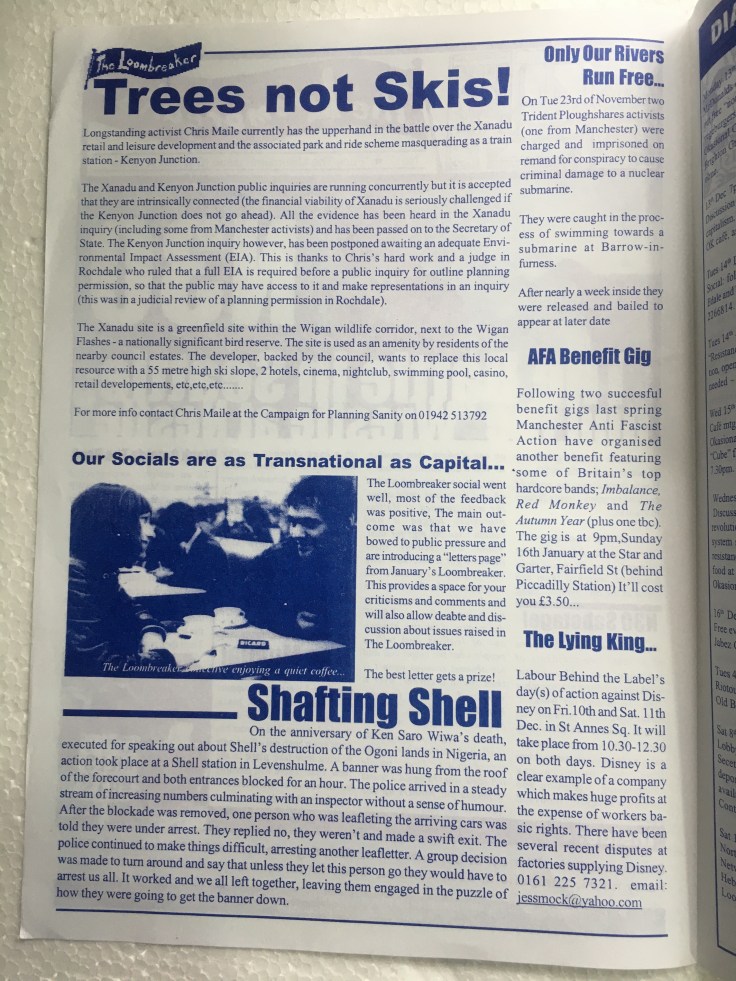 The Loombreaker
Trees not Skis!
Longstanding activist Chris Maile currently has the upperhand in the battle over the Xanadu
retail and leisure development and the associated park and ride scheme masquerading as a train
station - Kenyon Junction.
The Xanadu and Kenyon Junction public inquiries are running concurrently but it is accepted
that they are intrinsically connected (the financial viability of Xanadu is seriously challenged if
the Kenyon Junction does not go ahead). All the evidence has been heard in the Xanadu
inquiry (including some from Manchester activists) and has been passed on to the Secretary of
State. The Kenyon Junction inquiry however, has been postponed awaiting an adequate Envi-
ronmental Impact Assessment (EIA). This is thanks to Chris's hard work and a judge in
Rochdale who ruled that a full EIA is required before a public inquiry for outline planning
permission, so that the public may have access to it and make representations in an inquiry
(this was in a judicial review of a planning permission in Rochdale).
The Xanadu site is a greenfield site within the Wigan wildlife corridor, next to the Wigan
Flashes - a nationally significant bird reserve. The site is used as an amenity by residents of the
nearby council estates. The developer, backed by the council, wants to replace this local
resource with a 55 metre high ski slope, 2 hotels, cinema, nightclub, swimming pool, casino,
retail developements, etc,etc,etc.......
For more info contact Chris Maile at the Campaign for Planning Sanity on 01942 513792
Our Socials are as Transnational as Capital...
The Loombreaker social went
well, most of the feedback
was positive, The main out-
come was that we have
bowed to public pressure and
are introducing a "letters page"
from January's Loombreaker.
This provides a space for your
criticisms and comments and
will also allow deabte and dis-
cussion about issues raised in
The Loombreaker.
The best letter gets a prize!
SICARD
The Loombreaker collective enjoying a quiet coffee...
Shafting Shell
On the anniversary of Ken Saro Wiwa's death,
executed for speaking out about Shell's destruction of the Ogoni lands in Nigeria, an
action took place at a Shell station in Levenshulme. A banner was hung from the roof
of the forecourt and both entrances blocked for an hour. The police arrived in a steady
stream of increasing numbers culminating with an inspector without a sense of humour.
After the blockade was removed, one person who was leafleting the arriving cars was
told they were under arrest. They replied no, they weren't and made a swift exit. The
police continued to make things difficult, arresting another leafletter. A group decision
was made to turn around and say that unless they let this person go they would have to
arrest us all. It worked and we all left together, leaving them engaged in the puzzle of
how they were going to get the banner down.
Only Our Rivers
Run Free...
On Tue 23rd of November two
Trident Ploughshares activists
(one from Manchester) were
charged and imprisoned on
remand for conspiracy to cause
criminal damage to a nuclear
submarine.
They were caught in the proc-
ess of swimming towards a
submarine at Barrow-in-
furness.
After nearly a week inside they
were released and bailed to
appear at later date
AFA Benefit Gig
Following two succesful
benefit gigs last spring
Manchester Anti Fascist
Action have organised
another benefit featuring
some of Britain's top
hardcore bands; Imbalance,
Red Monkey and The
Autumn Year (plus one tbc).
The gig is at 9pm,Sunday
16th January at the Star and
Garter, Fairfield St (behind
Piccadilly Station) It'll cost
you £3.50...
The Lying King...
Labour Behind the Label's
day(s) of action against Dis-
ney on Fri.10th and Sat. 11th
Dec. in St Annes Sq. It will
take place from 10.30-12.30
on both days. Disney is a
clear example of a company
which makes huge profits at
the expense of workers ba-
sic rights. There have been
several recent disputes at
factories supplying Disney.
0161 225 7321. email:
jessmock@yahoo.com
DIA
Tues 14th
2266814.
Tues 14th
Wed 15th
Café mtg
7.30pm.
food at
16th De
Free ev
Jabez C
Tues 4
Old B